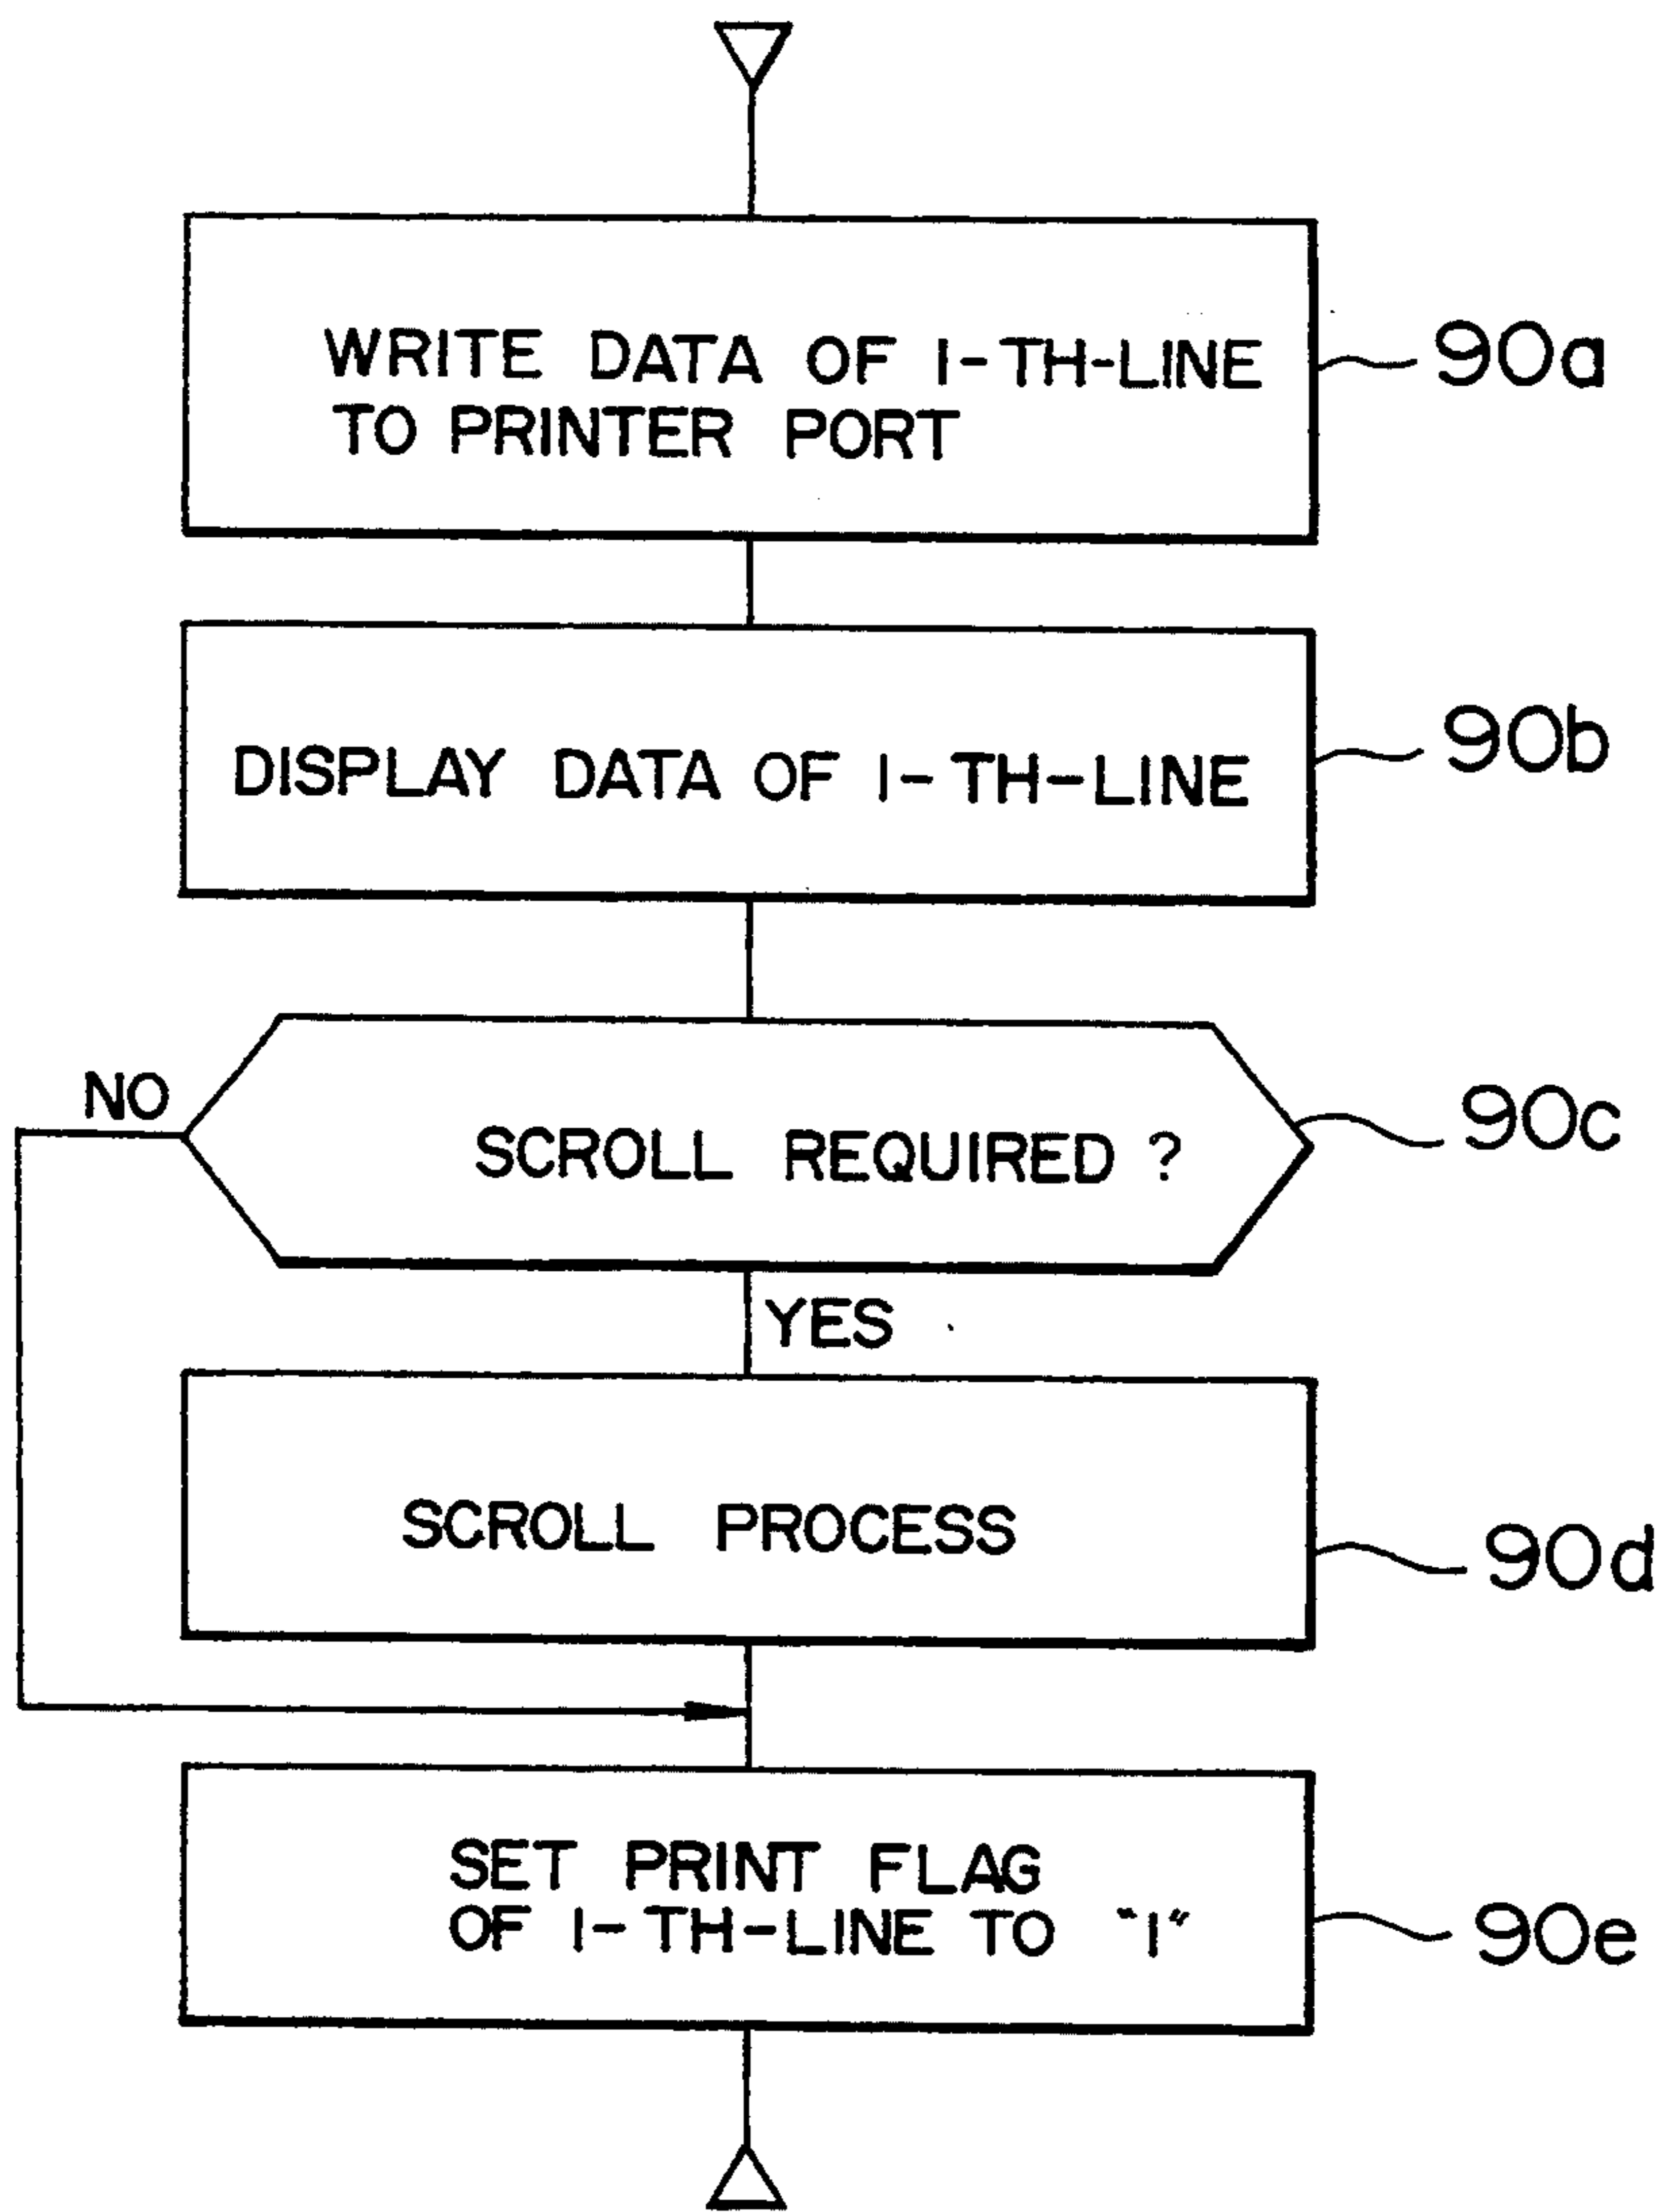 WRITE DATA OF I-TH-LINE
TO PRINTER PORT
90a
DISPLAY DATA OF I-TH-LINE
90b
NO
SCROLL REQUIRED ?
90c
YES
SCROLL PROCESS
90d
SET PRINT FLAG
OF I-TH-LINE TO "1"
90e